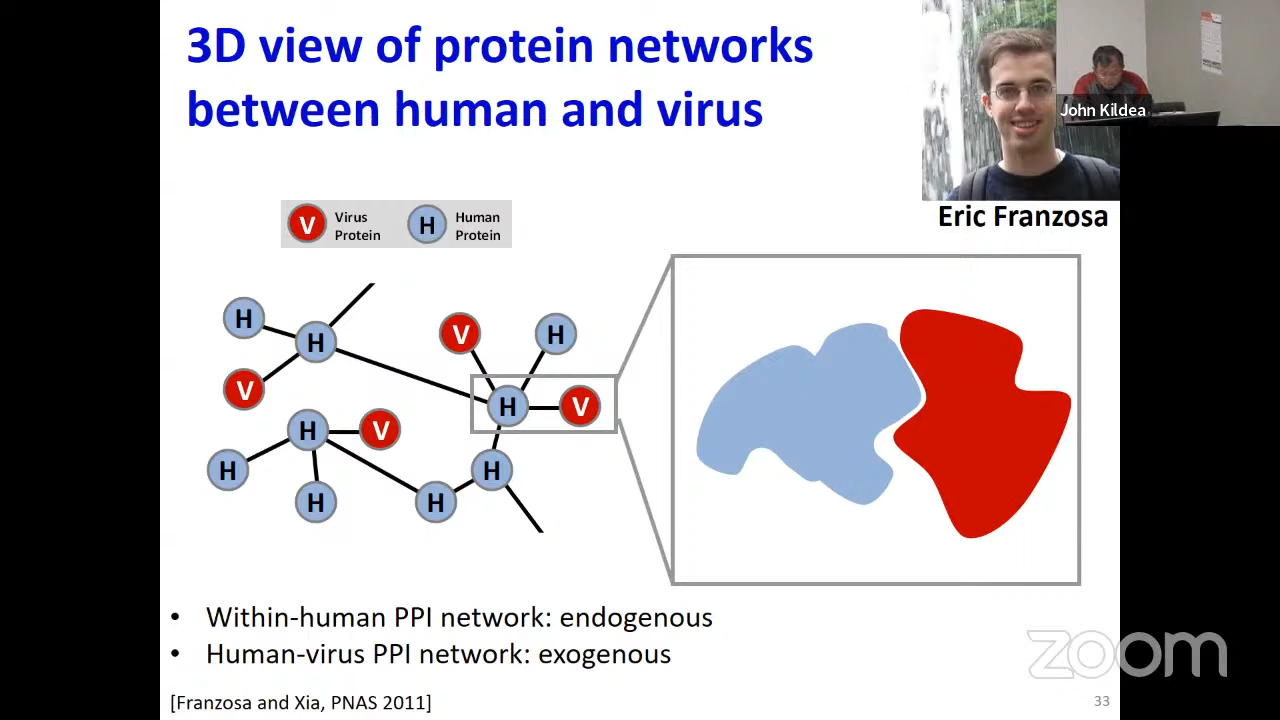 3D view of protein networks
between human and virus
John Kildea
Eric Franzosa
V Virus Protein
H Human Protein
H
H
V
V
H
H
V
H
V
H
H
H
H
• Within-human PPI network: endogenous
• Human-virus PPI network: exogenous
[Franzosa and Xia, PNAS 2011]
33
zoom